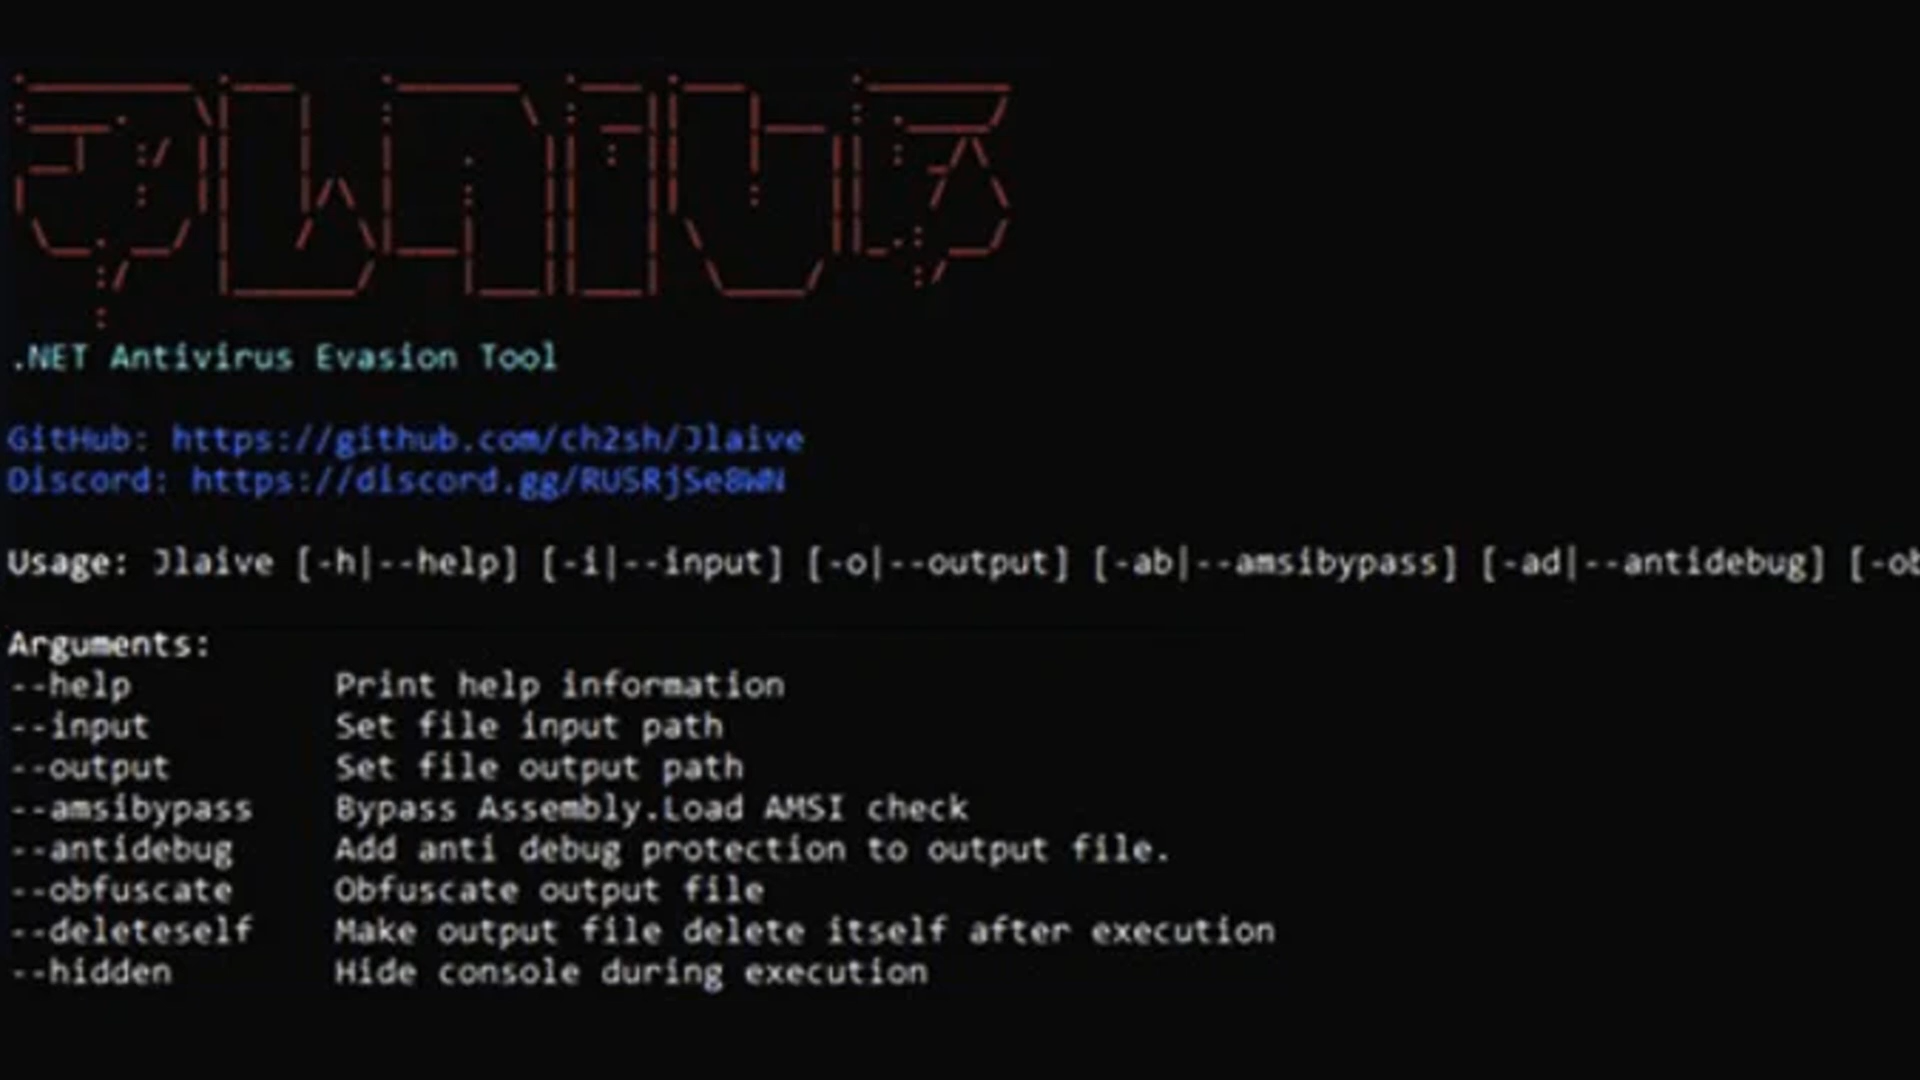 JLAIVE
.NET Antivirus Evasion Tool
GitHub: https://github.com/ch2sh/Jlaive
Discord: https://discord.gg/RU5RjSe8WN
Usage: Jlaive [-h|--help] [-i|--input] [-o|--output] [-ab|--amsibypass] [-ad|--antidebug] [-ob
Arguments:
--help Print help information
--input Set file input path
--output Set file output path
--amsibypass Bypass Assembly.Load AMSI check
--antidebug Add anti debug protection to output file.
--obfuscate Obfuscate output file
--deleteself Make output file delete itself after execution
--hidden Hide console during execution